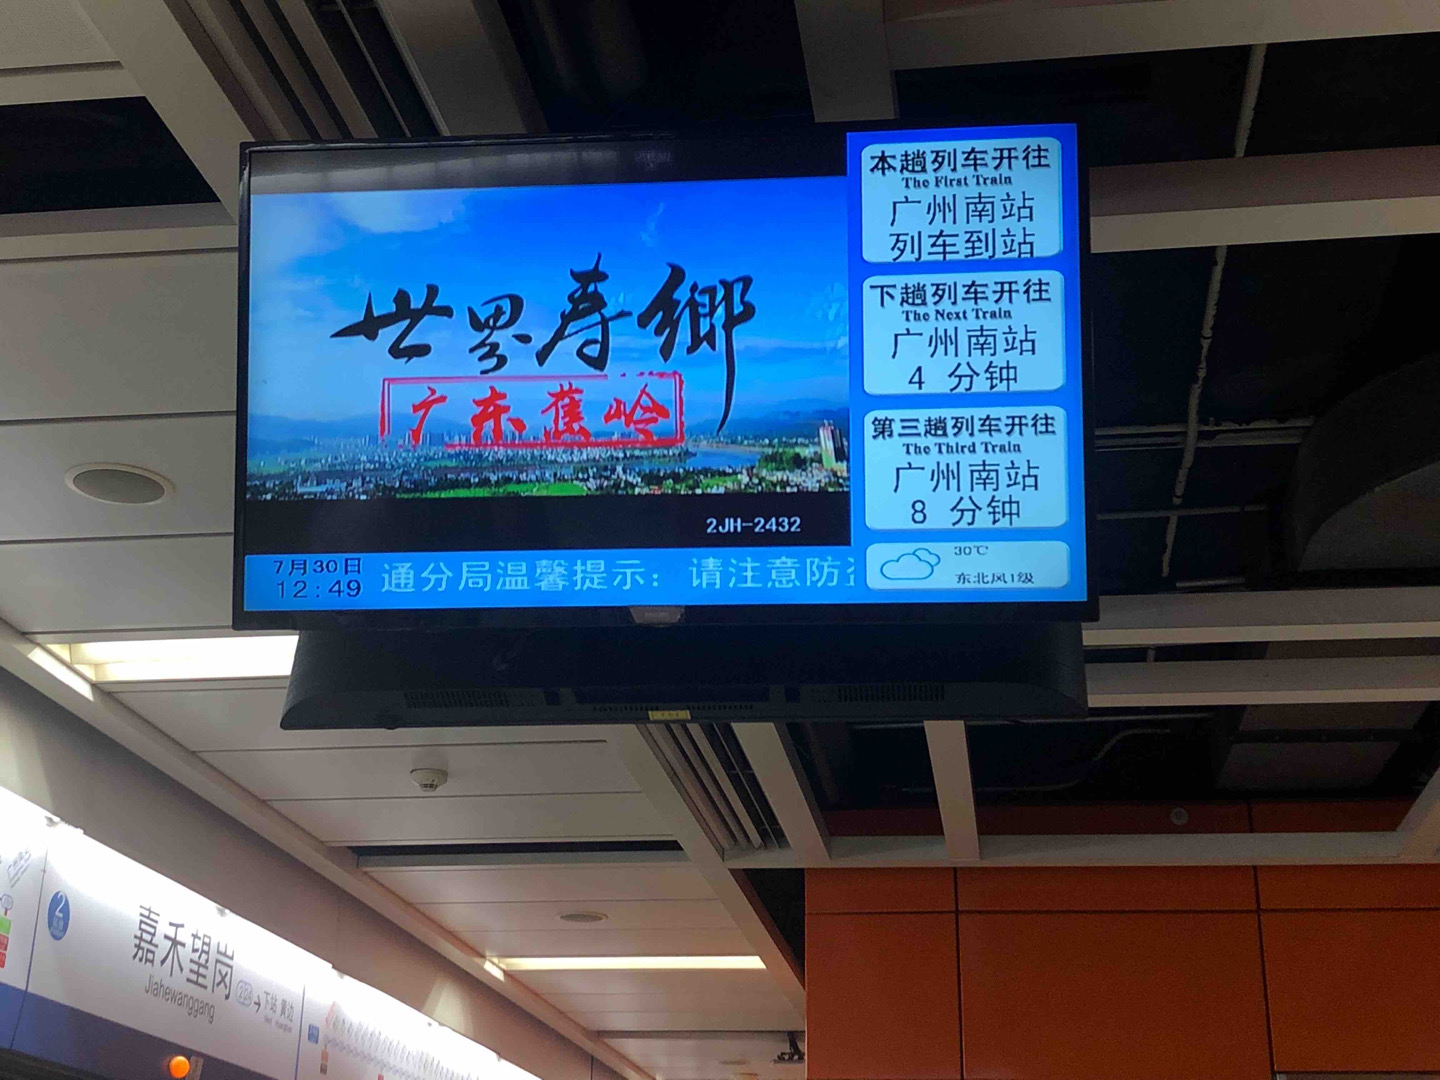 世界寿鄉
广东蕉岭
2JH-2432
7月30日
12:49
通分局温馨提示: 请注意防
本趟列车开往
The First Train
广州南站
列车到站
下趟列车开往
The Next Train
广州南站
4 分钟
第三趟列车开往
The Third Train
广州南站
8 分钟
30℃
东北风1级
2
嘉禾望岗
Jiahewanggang
下站 黄边